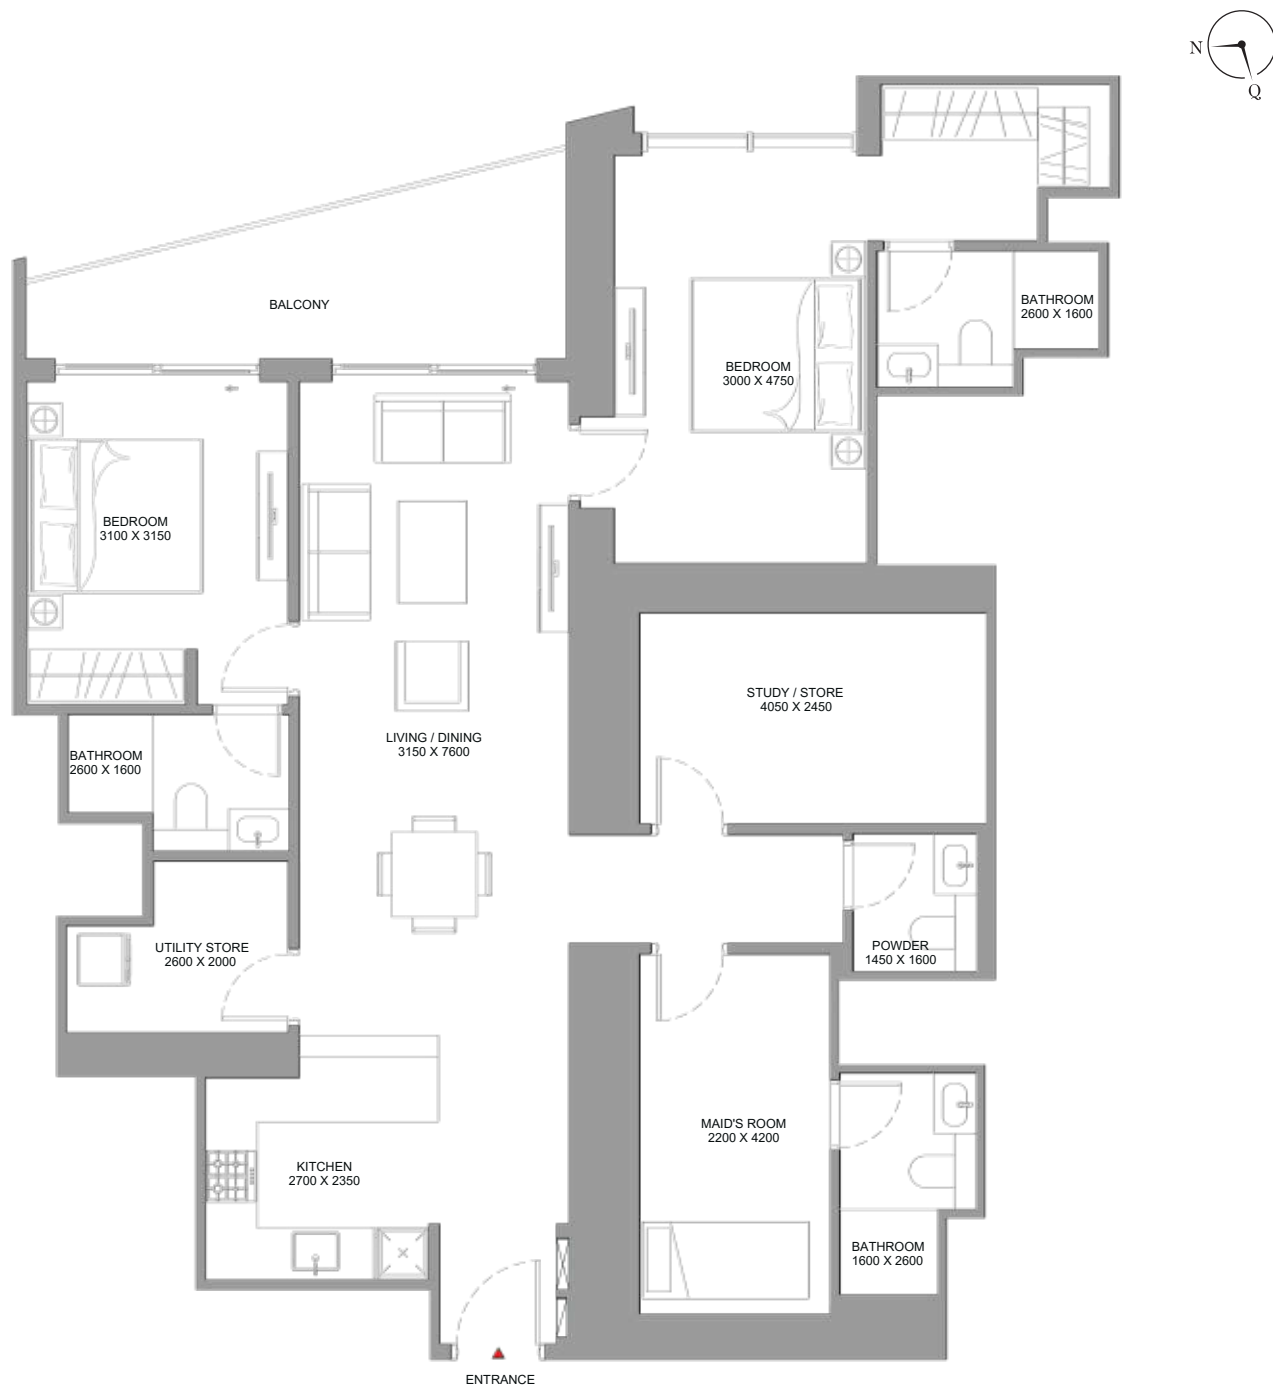 N
Q
BALCONY
BATHROOM
2600 X 1600
BEDROOM
3000 X 4750
BEDROOM
3100 X 3150
STUDY / STORE
4050 X 2450
LIVING / DINING
3150 X 7600
BATHROOM
2600 X 1600
UTILITY STORE
2600 X 2000
POWDER
1450 X 1600
MAID'S ROOM
2200 X 4200
KITCHEN
2700 X 2350
BATHROOM
1600 X 2600
ENTRANCE